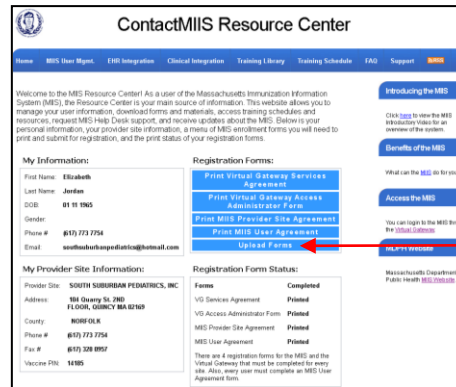 ContactMIIS Resource Center
Home MIIS User Mgmt. EHR Integration Clinical Integration Training Library Training Schedule FAQ Support
Welcome to the MIIS Resource Center! As a user of the Massachusetts Immunization Information
System (MIIS), the Resource Center is your main source of information. This website allows you to
manage your user information, download forms and materials, access training schedules and
resources, request MIIS Help Desk support, and receive updates about the MIIS. Below is your
personal information, your provider site information, a menu of MIIS enrollment forms you will need to
print and submit for registration, and the print status of your registration forms.
My Information:
First Name: Elizabeth
Last Name: Jordan
DOB: 01 11 1965
Gender:
Phone # (617) 773 7754
Email: southsuburbanpediatrics@hotmail.com
Registration Forms:
Print Virtual Gateway Services
Agreement
Print Virtual Gateway Access
Administrator Form
Print MIIS Provider Site Agreement
Print MIIS User Agreement
Upload Forms
My Provider Site Information:
Provider Site: SOUTH SUBURBAN PEDIATRICS, INC
Address: 184 Quarry St. 2ND
FLOOR, QUINCY MA 02169
County: NORFOLK
Phone # (617) 773 7754
Fax # (617) 328 0957
Vaccine PIN: 14185
Registration Form Status:
Forms Completed
VG Services Agreement Printed
VG Access Administrator Form Printed
MIIS Provider Site Agreement Printed
MIIS User Agreement Printed
There are 4 registration forms for the MIIS and the
Virtual Gateway that must be completed for every
site. Also, every user must complete an MIIS User
Agreement form.
Introducing the MIIS
Click here to view the MIIS
Introductory Video for an
overview of the system.
Benefits of the MIIS
What can the MIIS do for you
Access the MIIS
You can login to the MIIS thr
the Virtual Gateway.
MDPH Website
Massachusetts Department
Public Health MIIS Website